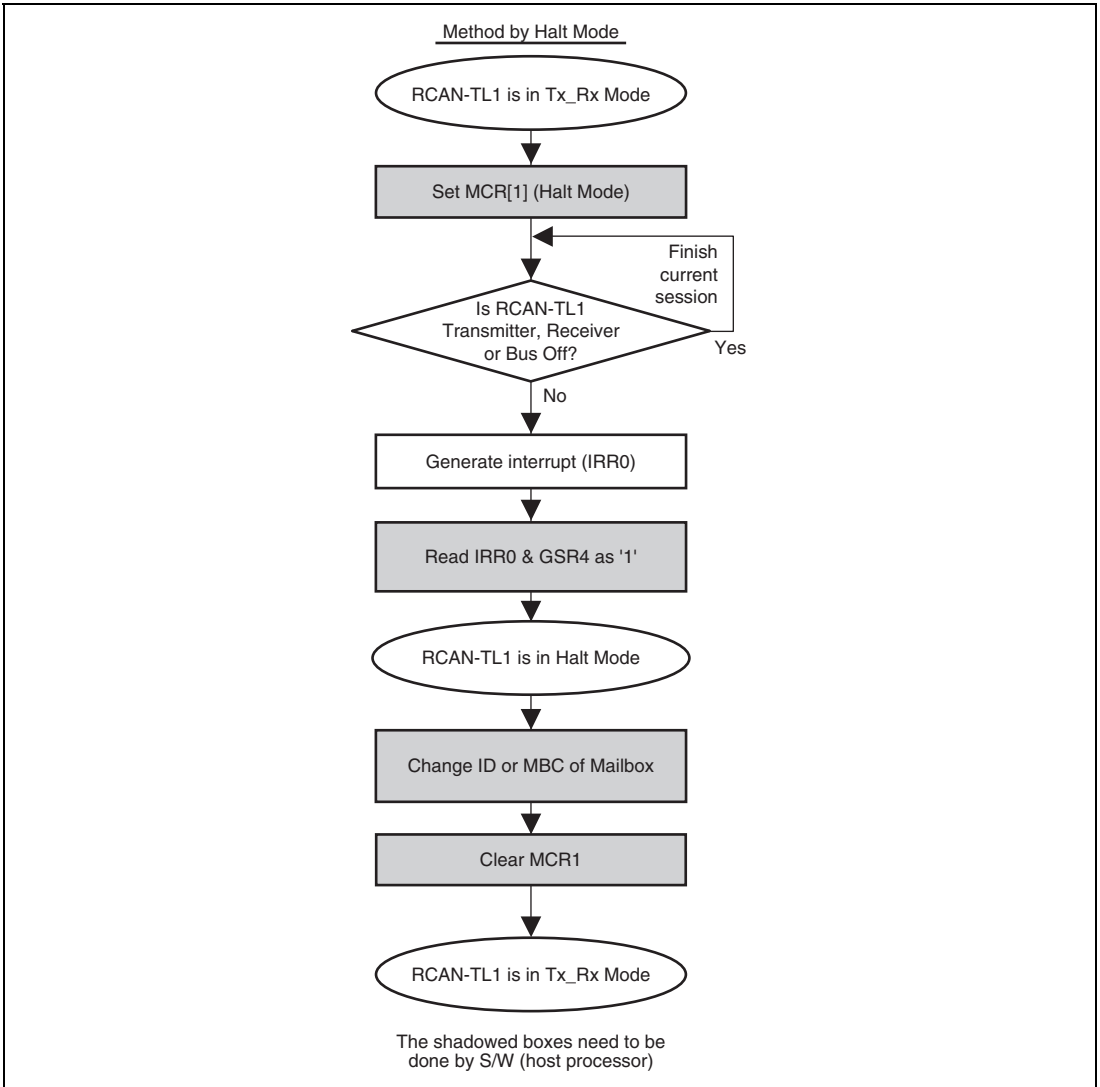 Method by Halt Mode
RCAN-TL1 is in Tx_Rx Mode
Set MCR[1] (Halt Mode)
Finish
current
session
Is RCAN-TL1
Transmitter, Receiver
or Bus Off?
Yes
No
Generate interrupt (IRR0)
Read IRR0 & GSR4 as '1'
RCAN-TL1 is in Halt Mode
Change ID or MBC of Mailbox
Clear MCR1
RCAN-TL1 is in Tx_Rx Mode
The shadowed boxes need to be
done by S/W (host processor)